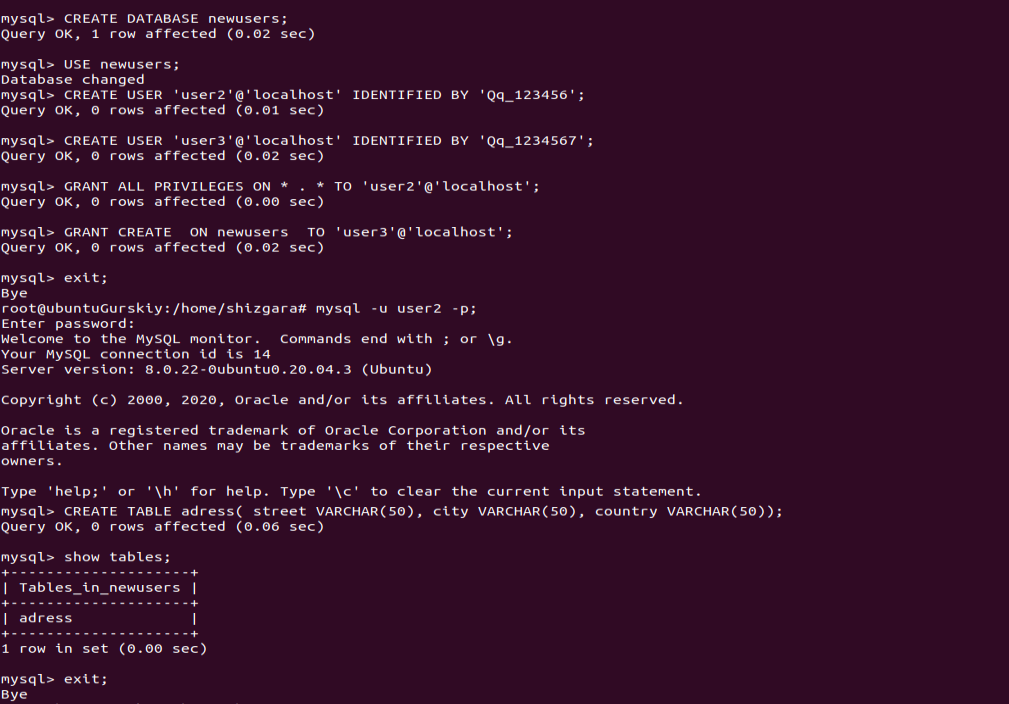 mysql> CREATE DATABASE newusers;
Query OK, 1 row affected (0.02 sec)
mysql> USE newusers;
Database changed
mysql> CREATE USER 'user2'@'localhost' IDENTIFIED BY 'Qq_123456';
Query OK, 0 rows affected (0.01 sec)
mysql> CREATE USER 'user3'@'localhost' IDENTIFIED BY 'Qq_1234567';
Query OK, 0 rows affected (0.02 sec)
mysql> GRANT ALL PRIVILEGES ON * . * TO 'user2'@'localhost';
Query OK, 0 rows affected (0.00 sec)
mysql> GRANT CREATE  ON newusers  TO 'user3'@'localhost';
Query OK, 0 rows affected (0.02 sec)
mysql> exit;
Bye
root@ubuntuGurskiy:/home/shizgara# mysql -u user2 -p;
Enter password:
Welcome to the MySQL monitor.  Commands end with ; or \g.
Your MySQL connection id is 14
Server version: 8.0.22-0ubuntu0.20.04.3 (Ubuntu)
Copyright (c) 2000, 2020, Oracle and/or its affiliates. All rights reserved.
Oracle is a registered trademark of Oracle Corporation and/or its
affiliates. Other names may be trademarks of their respective
owners.
Type 'help;' or '\h' for help. Type '\c' to clear the current input statement.
mysql> CREATE TABLE adress( street VARCHAR(50), city VARCHAR(50), country VARCHAR(50));
Query OK, 0 rows affected (0.06 sec)
mysql> show tables;
+--------------------+
| Tables_in_newusers |
+--------------------+
| adress             |
+--------------------+
1 row in set (0.00 sec)
mysql> exit;
Bye